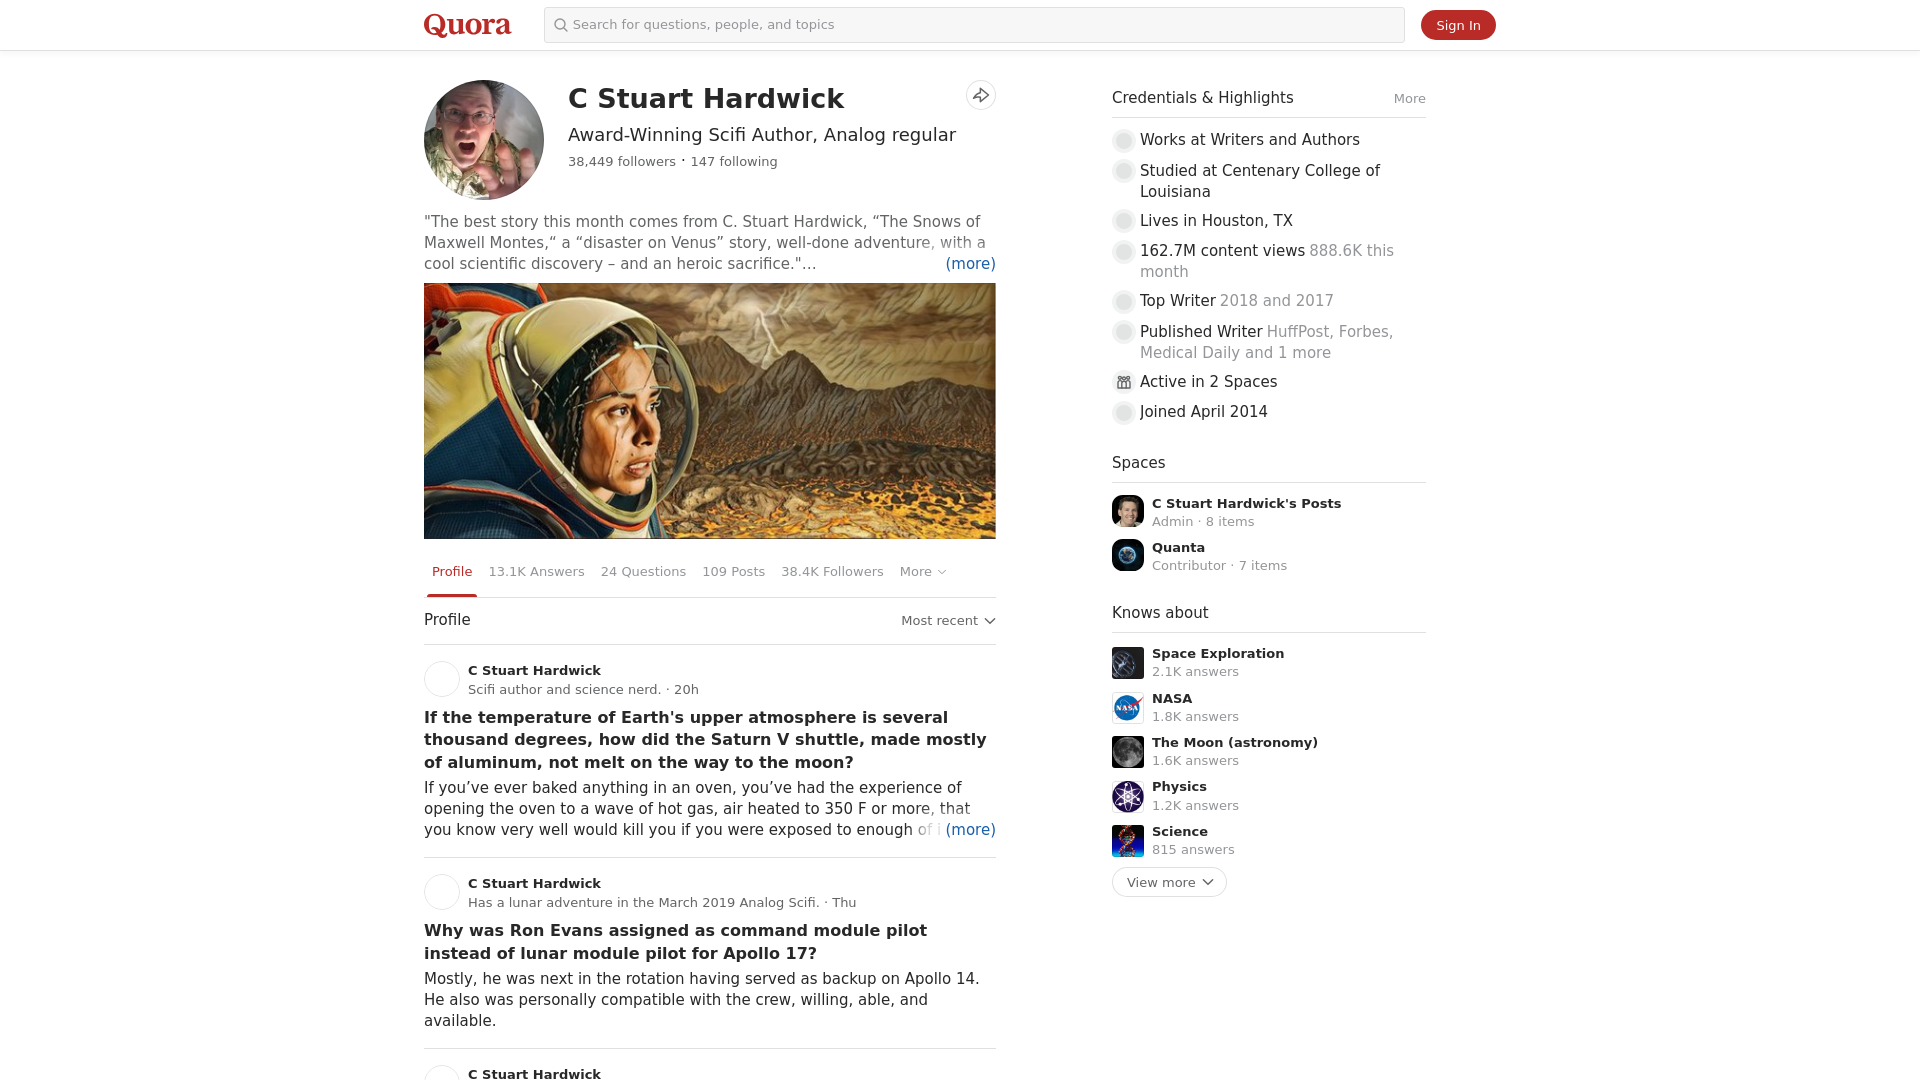 Quora
Search for questions, people, and topics
Sign In
C Stuart Hardwick
Award-Winning Scifi Author, Analog regular
38,449 followers · 147 following
"The best story this month comes from C. Stuart Hardwick, “The Snows of
Maxwell Montes,“ a “disaster on Venus” story, well-done adventure, with a
cool scientific discovery – and an heroic sacrifice."…
(more)
Profile
13.1K Answers
24 Questions
109 Posts
38.4K Followers
More
Profile
Most recent
C Stuart Hardwick
Scifi author and science nerd. · 20h
If the temperature of Earth's upper atmosphere is several
thousand degrees, how did the Saturn V shuttle, made mostly
of aluminum, not melt on the way to the moon?
If you’ve ever baked anything in an oven, you’ve had the experience of
opening the oven to a wave of hot gas, air heated to 350 F or more, that
you know very well would kill you if you were exposed to enough of
(more)
C Stuart Hardwick
Has a lunar adventure in the March 2019 Analog Scifi. · Thu
Why was Ron Evans assigned as command module pilot
instead of lunar module pilot for Apollo 17?
Mostly, he was next in the rotation having served as backup on Apollo 14.
He also was personally compatible with the crew, willing, able, and
available.
C Stuart Hardwick
Credentials & Highlights
More
Works at Writers and Authors
Studied at Centenary College of
Louisiana
Lives in Houston, TX
162.7M content views 888.6K this
month
Top Writer 2018 and 2017
Published Writer HuffPost, Forbes,
Medical Daily and 1 more
Active in 2 Spaces
Joined April 2014
Spaces
C Stuart Hardwick's Posts
Admin · 8 items
Quanta
Contributor · 7 items
Knows about
Space Exploration
2.1K answers
NASA
NASA
1.8K answers
The Moon (astronomy)
1.6K answers
Physics
1.2K answers
Science
815 answers
View more